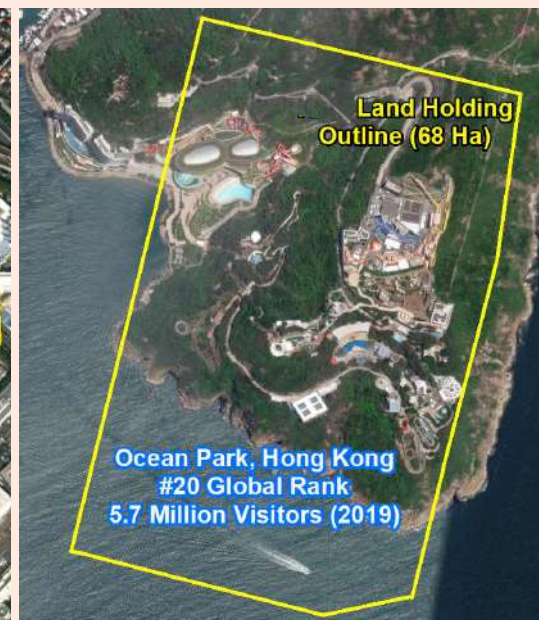 Land Holding
Outline (68 Ha)
Ocean Park, Hong Kong
#20 Global Rank
5.7 Million Visitors (2019)